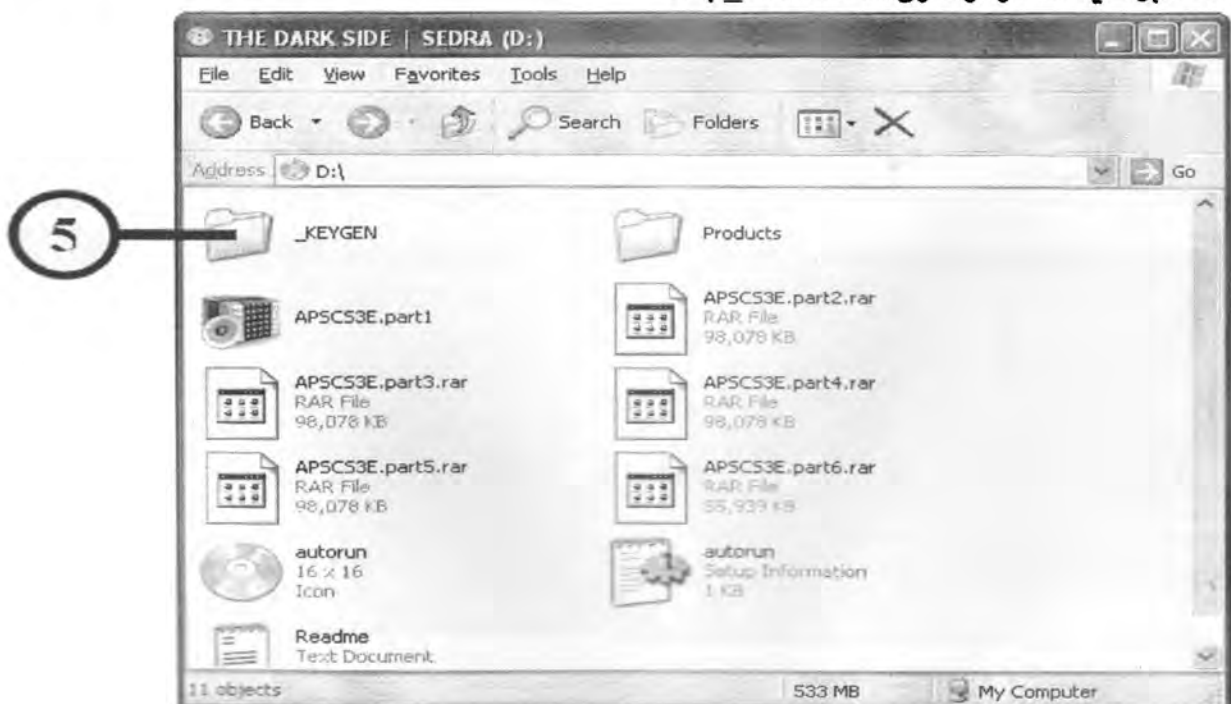 THE DARK SIDE | SEDRA (D:)
File Edit View Favorites Tools Help
Back Search Folders
Address D:\ Go
5
_KEYGEN
Products
APSCS3E.part1
APSCS3E.part2.rar
RAR File
98,078 KB
APSCS3E.part3.rar
RAR File
98,078 KB
APSCS3E.part4.rar
RAR File
98,078 KB
APSCS3E.part5.rar
RAR File
98,078 KB
APSCS3E.part6.rar
RAR File
55,939 KB
autorun
16 x 16
Icon
autorun
Setup Information
1 KB
Readme
Text Document
11 objects 533 MB My Computer